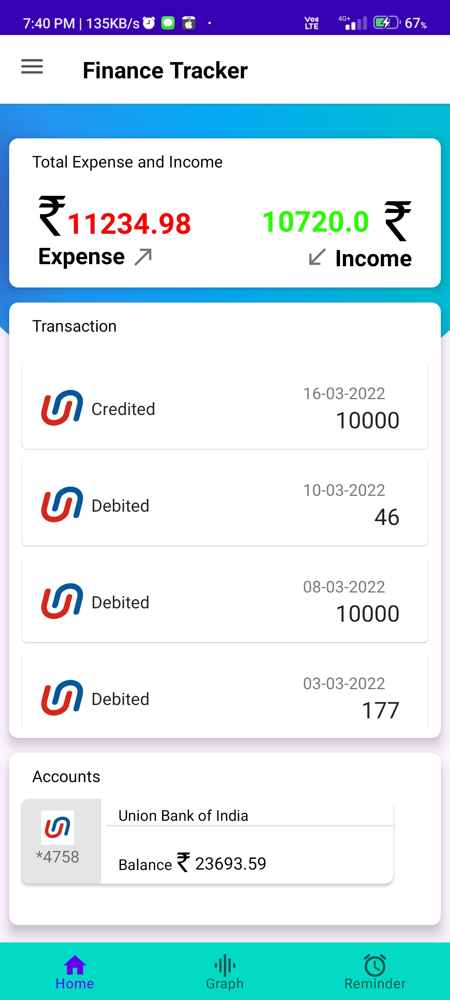 7:40 PM | 135KB/s
Vo))
LTE
4G+
67%
Finance Tracker
Total Expense and Income
₹ 11234.98
10720.0 ₹
Expense
Income
Transaction
16-03-2022
Credited
10000
10-03-2022
Debited
46
08-03-2022
Debited
10000
03-03-2022
Debited
177
Accounts
Union Bank of India
*4758
Balance ₹ 23693.59
Home
Graph
Reminder